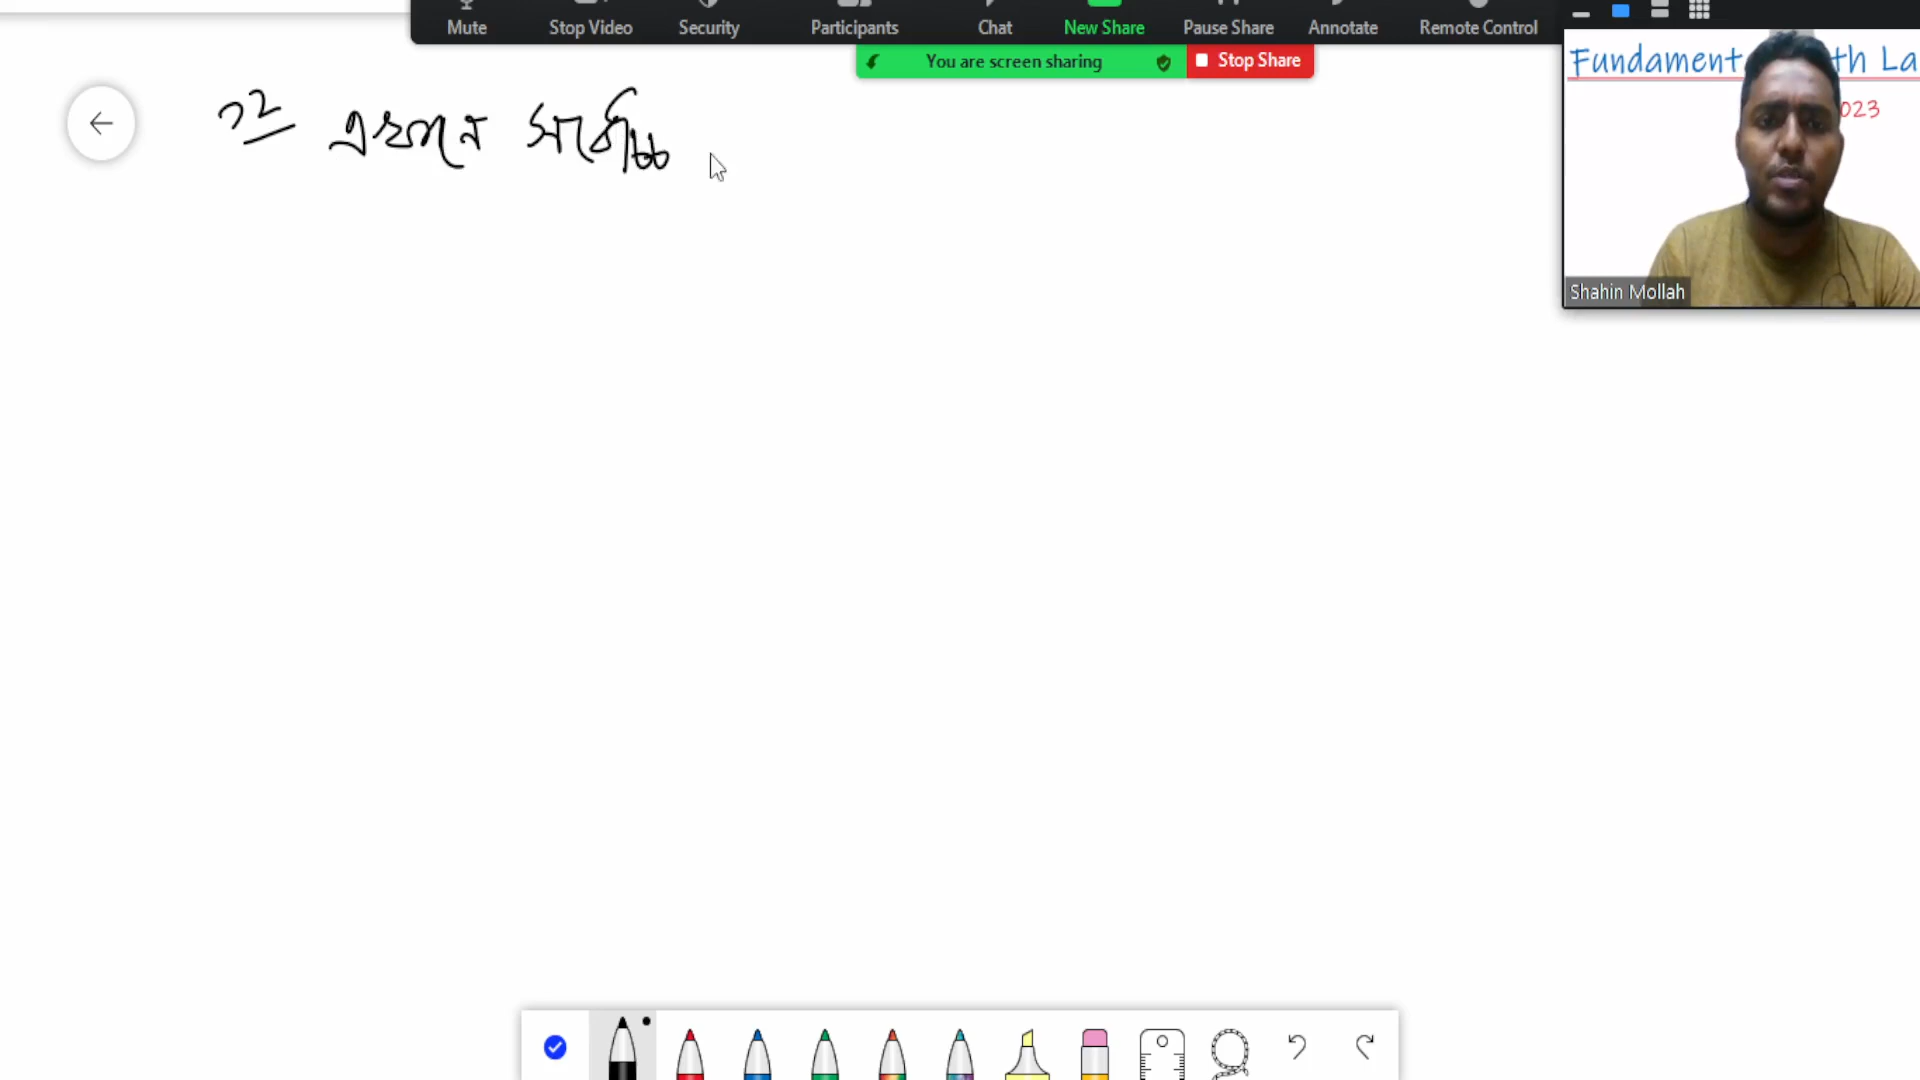 Mute Stop Video Security Participants Chat New Share Pause Share Annotate Remote Control
You are screen sharing Stop Share
Fundament th La
023
এখানে
Shahin Mollah